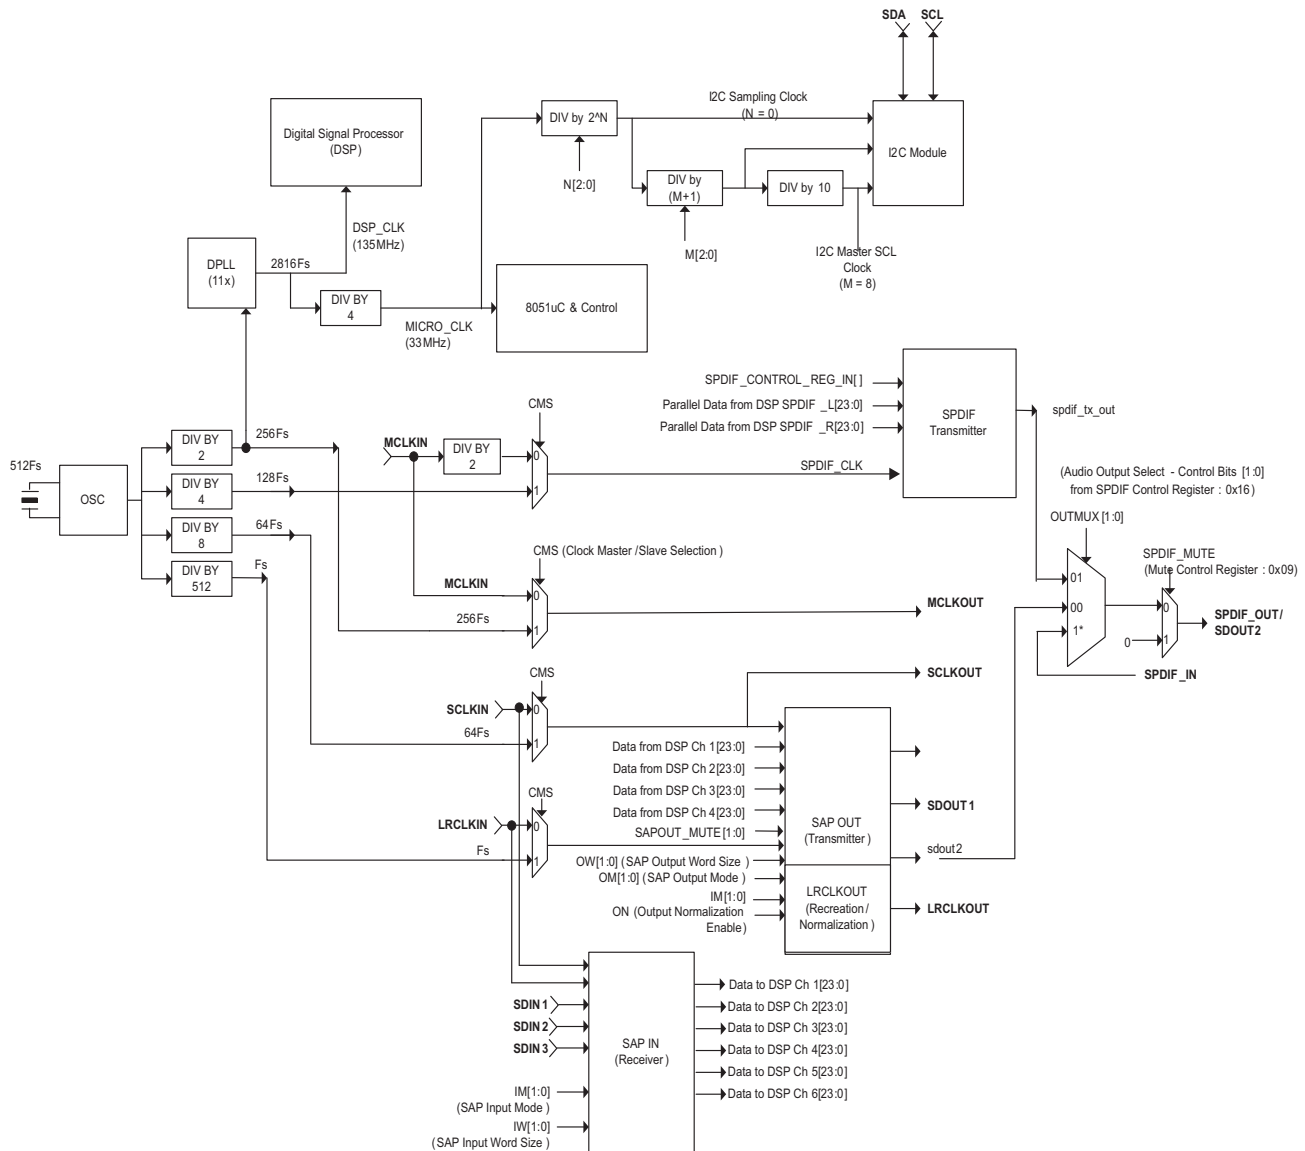 SDA SCL
I2C Sampling Clock
(N = 0)
Digital Signal Processor
(DSP)
DIV by 2^N
I2C Module
N[2:0]
DIV by
(M+1)
DIV by 10
DSP_CLK
(135MHz)
M[2:0]
I2C Master SCL
Clock
(M = 8)
DPLL
(11x)
2816Fs
DIV BY
4
MICRO_CLK
(33MHz)
8051uC & Control
SPDIF_CONTROL_REG_IN[ ]
Parallel Data from DSP SPDIF _L[23:0]
Parallel Data from DSP SPDIF _R[23:0]
SPDIF
Transmitter
spdif_tx_out
CMS
MCLKIN
DIV BY
2
0
1
SPDIF_CLK
512Fs
OSC
DIV BY
2
256Fs
DIV BY
4
128Fs
DIV BY
8
64Fs
DIV BY
512
Fs
(Audio Output Select - Control Bits [1:0]
from SPDIF Control Register : 0x16)
OUTMUX[1:0]
SPDIF_MUTE
(Mute Control Register : 0x09)
01
00
1*
0
0
1
SPDIF_OUT/
SDOUT2
SPDIF_IN
CMS (Clock Master /Slave Selection )
MCLKIN
0
256Fs
1
MCLKOUT
CMS
SCLKIN
0
64Fs
1
SCLKOUT
Data from DSP Ch 1[23:0]
Data from DSP Ch 2[23:0]
Data from DSP Ch 3[23:0]
Data from DSP Ch 4[23:0]
SAPOUT_MUTE[1:0]
CMS
LRCLKIN
0
Fs
1
OW[1:0] (SAP Output Word Size )
OM[1:0] (SAP Output Mode )
IM[1:0]
ON (Output Normalization
Enable)
SAP OUT
(Transmitter )
SDOUT1
sdout2
LRCLKOUT
(Recreation/
Normalization )
LRCLKOUT
SDIN1
SDIN2
SDIN3
IM[1:0]
(SAP Input Mode )
IW[1:0]
(SAP Input Word Size )
SAP IN
(Receiver )
Data to DSP Ch 1[23:0]
Data to DSP Ch 2[23:0]
Data to DSP Ch 3[23:0]
Data to DSP Ch 4[23:0]
Data to DSP Ch 5[23:0]
Data to DSP Ch 6[23:0]